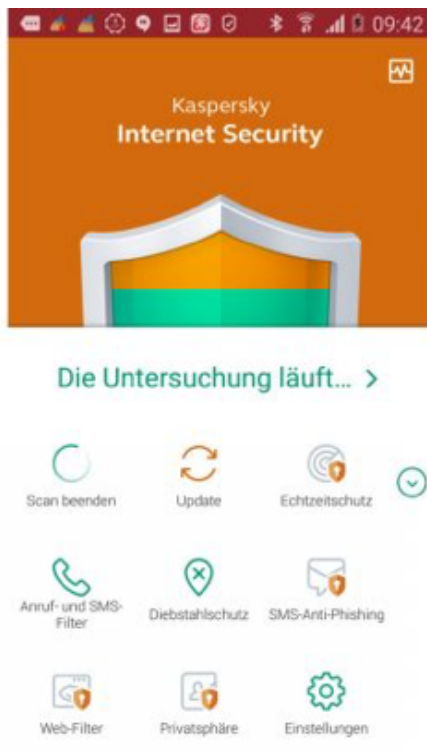 09:42
Kaspersky
Internet Security
Die Untersuchung läuft...
Scan beenden
Update
Echtzeitschutz
Anruf- und SMS-
Filter
Diebstahlschutz
SMS-Anti-Phishing
Web-Filter
Privatsphäre
Einstellungen